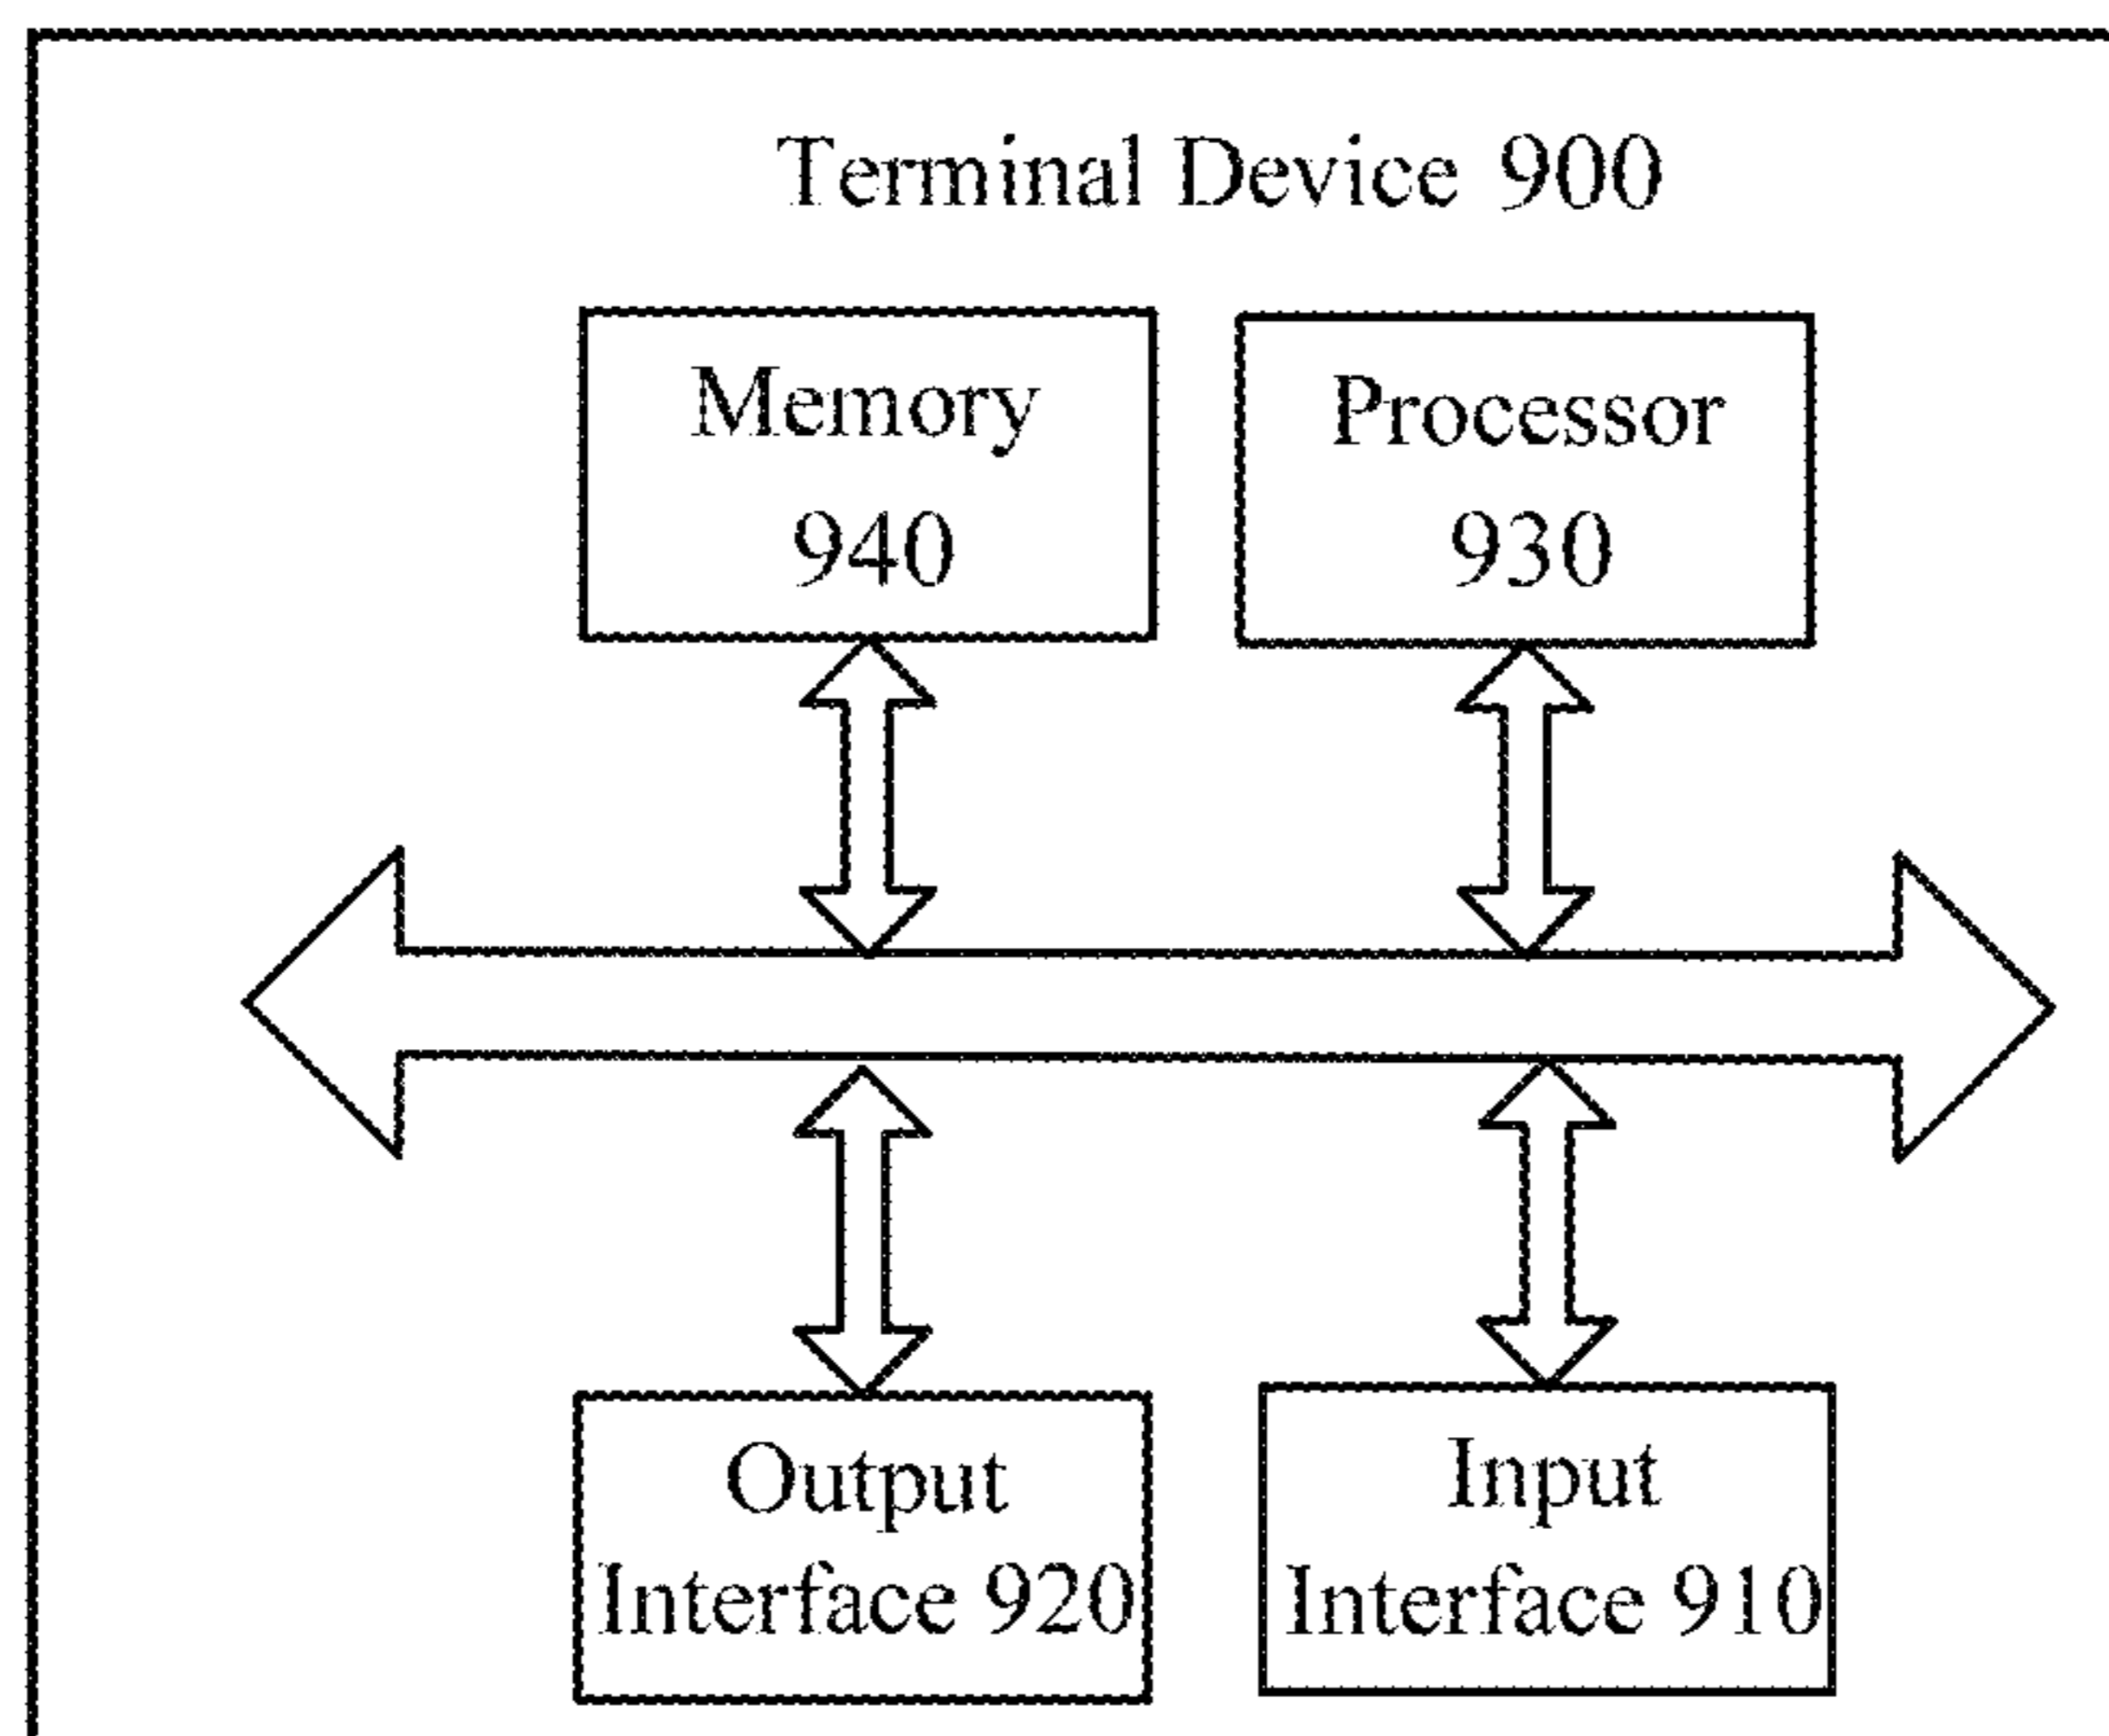 Terminal Device 900
Memory
940
Processor
930
Output
Interface 920
Input
Interface 910